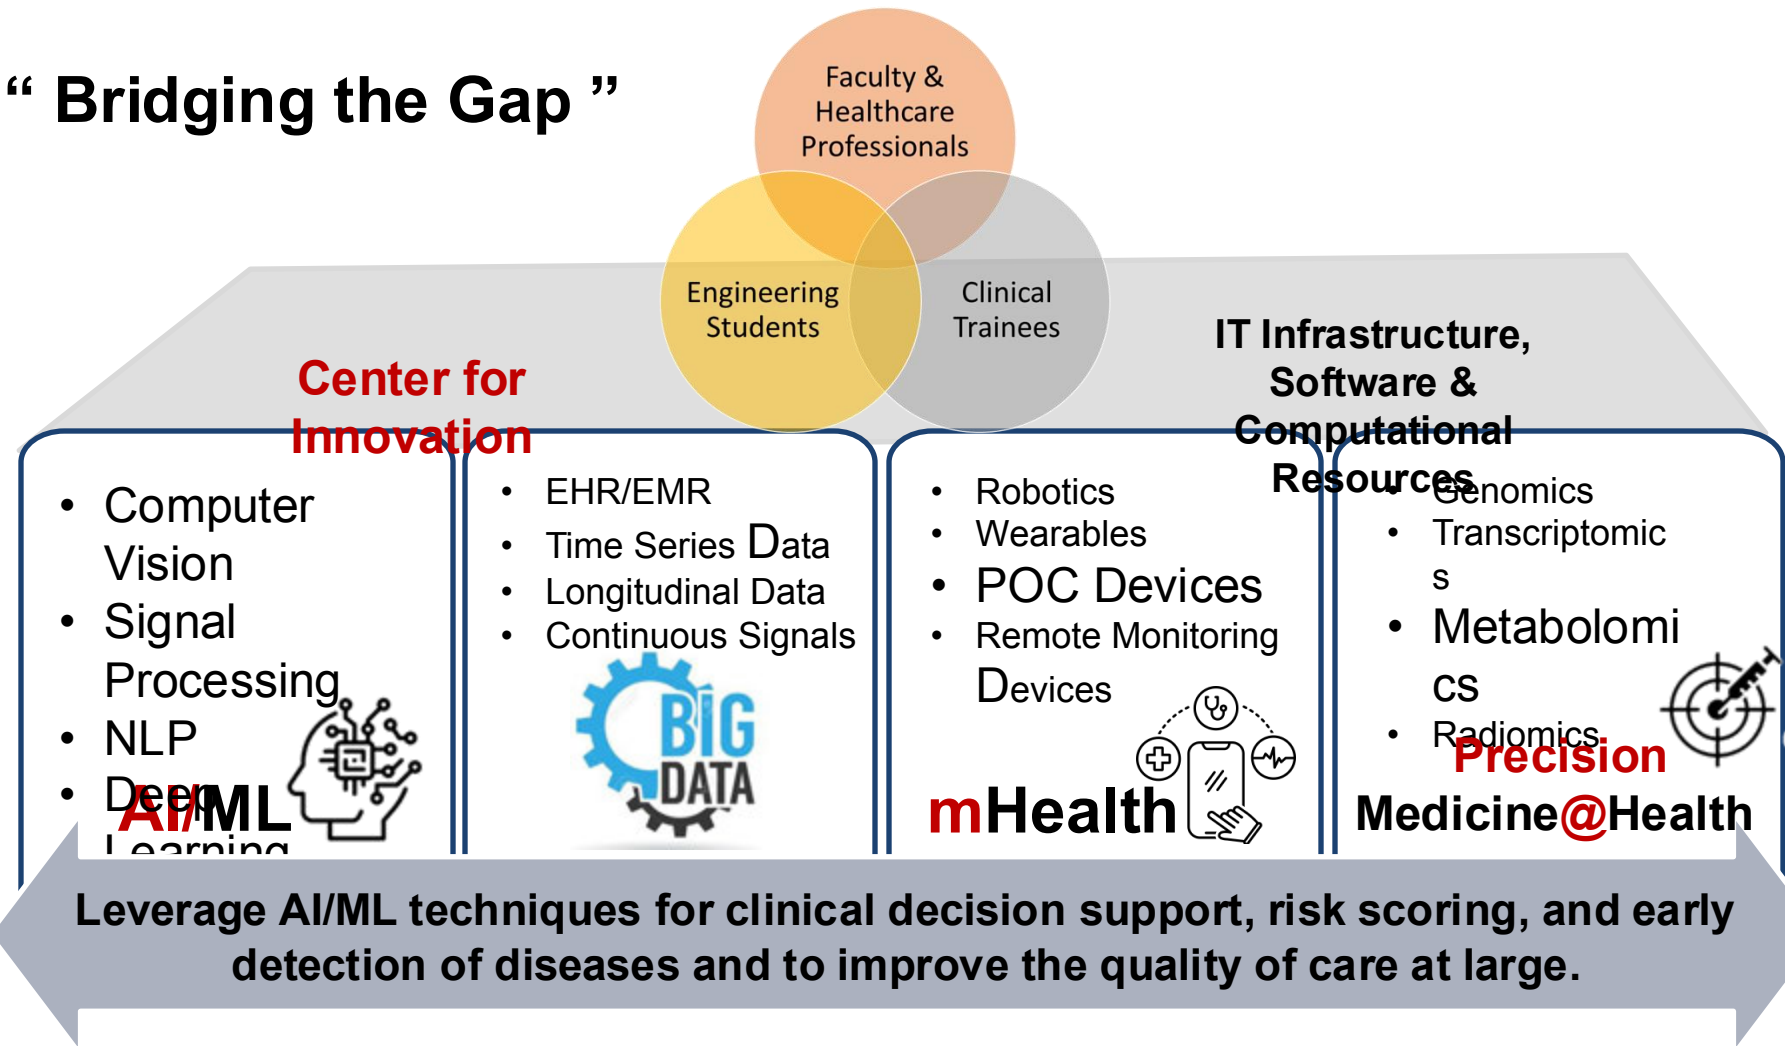 “ Bridging the Gap ”
Faculty &
Healthcare
Professionals
Engineering
Students
Clinical
Trainees
Center for
Innovation
IT Infrastructure,
Software &
Computational
Resources
• Computer
Vision
• Signal
Processing
• NLP
• Deep
Learning
AI/ML
• EHR/EMR
• Time Series Data
• Longitudinal Data
• Continuous Signals
BIG
DATA
• Robotics
• Wearables
• POC Devices
• Remote Monitoring
Devices
mHealth
• Genomics
• Transcriptomic
s
• Metabolomi
cs
• Radiomics
Precision
Medicine@Health
Leverage AI/ML techniques for clinical decision support, risk scoring, and early
detection of diseases and to improve the quality of care at large.